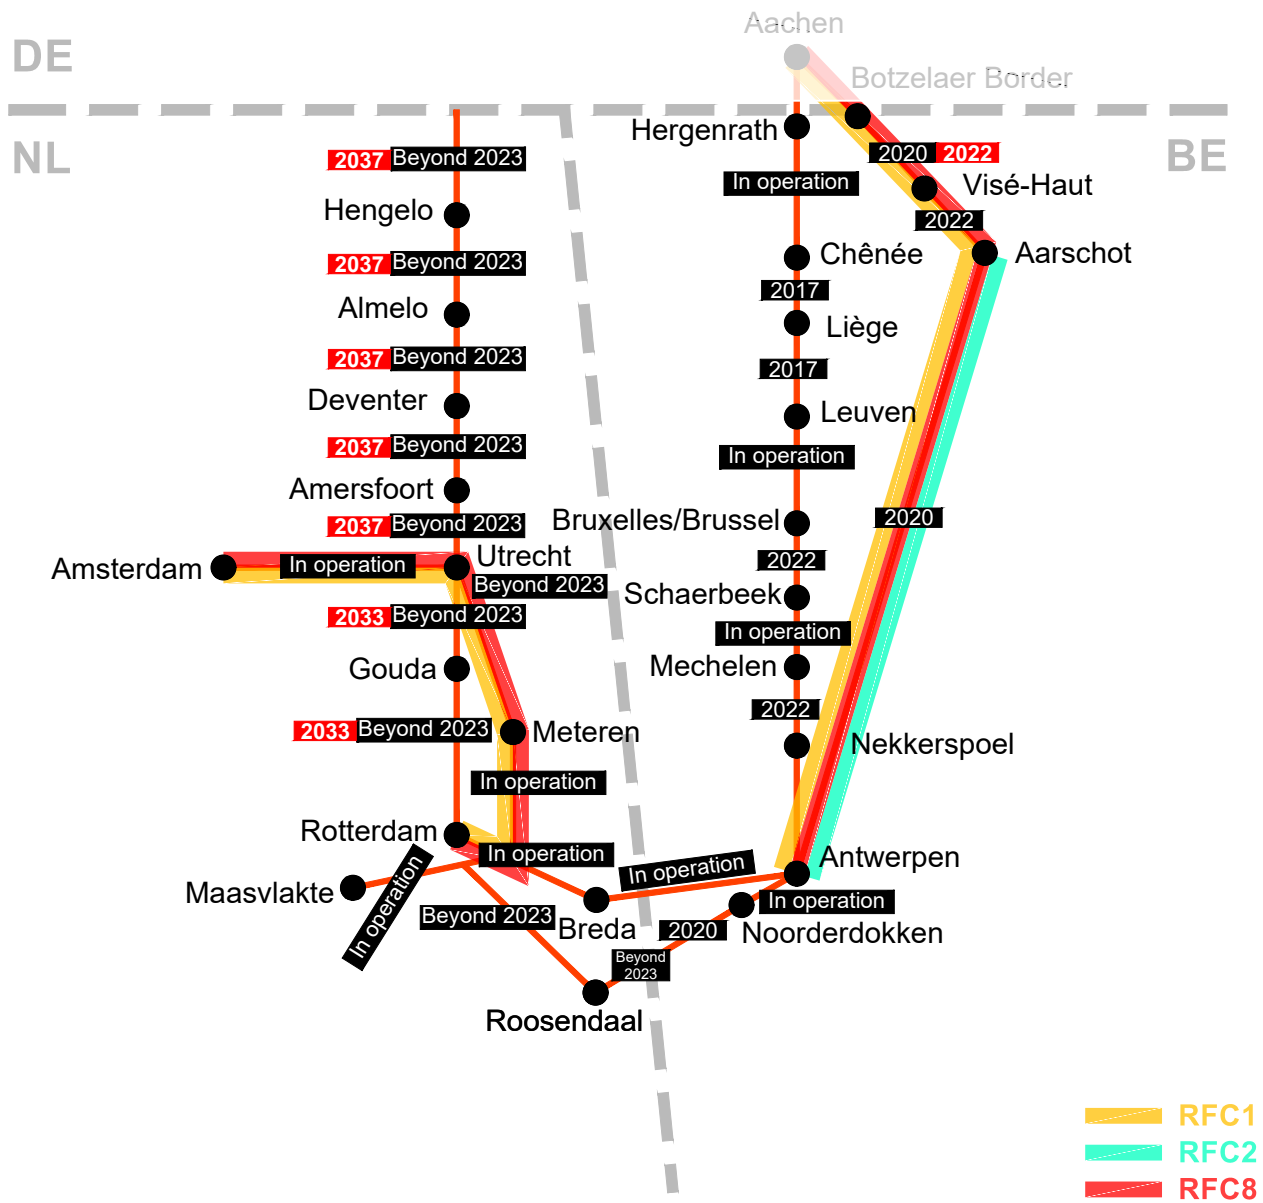 Aachen
DE
Botzelaer Border
NL
BE
Hergenrath
2020 2022
Visé-Haut
2037 Beyond 2023
In operation
Hengelo
2022
Chênée
Aarschot
2037 Beyond 2023
2017
Almelo
Liège
2037 Beyond 2023
2017
Deventer
Leuven
2037 Beyond 2023
In operation
Amersfoort
Bruxelles/Brussel
2020
2037 Beyond 2023
Utrecht
2022
Amsterdam
In operation
Beyond 2023
Schaerbeek
2033 Beyond 2023
In operation
Gouda
Mechelen
2033 Beyond 2023
Meteren
2022
Nekkerspoel
In operation
Rotterdam
In operation
In operation
Antwerpen
Maasvlakte
In operation
Beyond 2023
In operation
Breda
2020
Noorderdokken
Beyond
2023
Roosendaal
RFC1
RFC2
RFC8